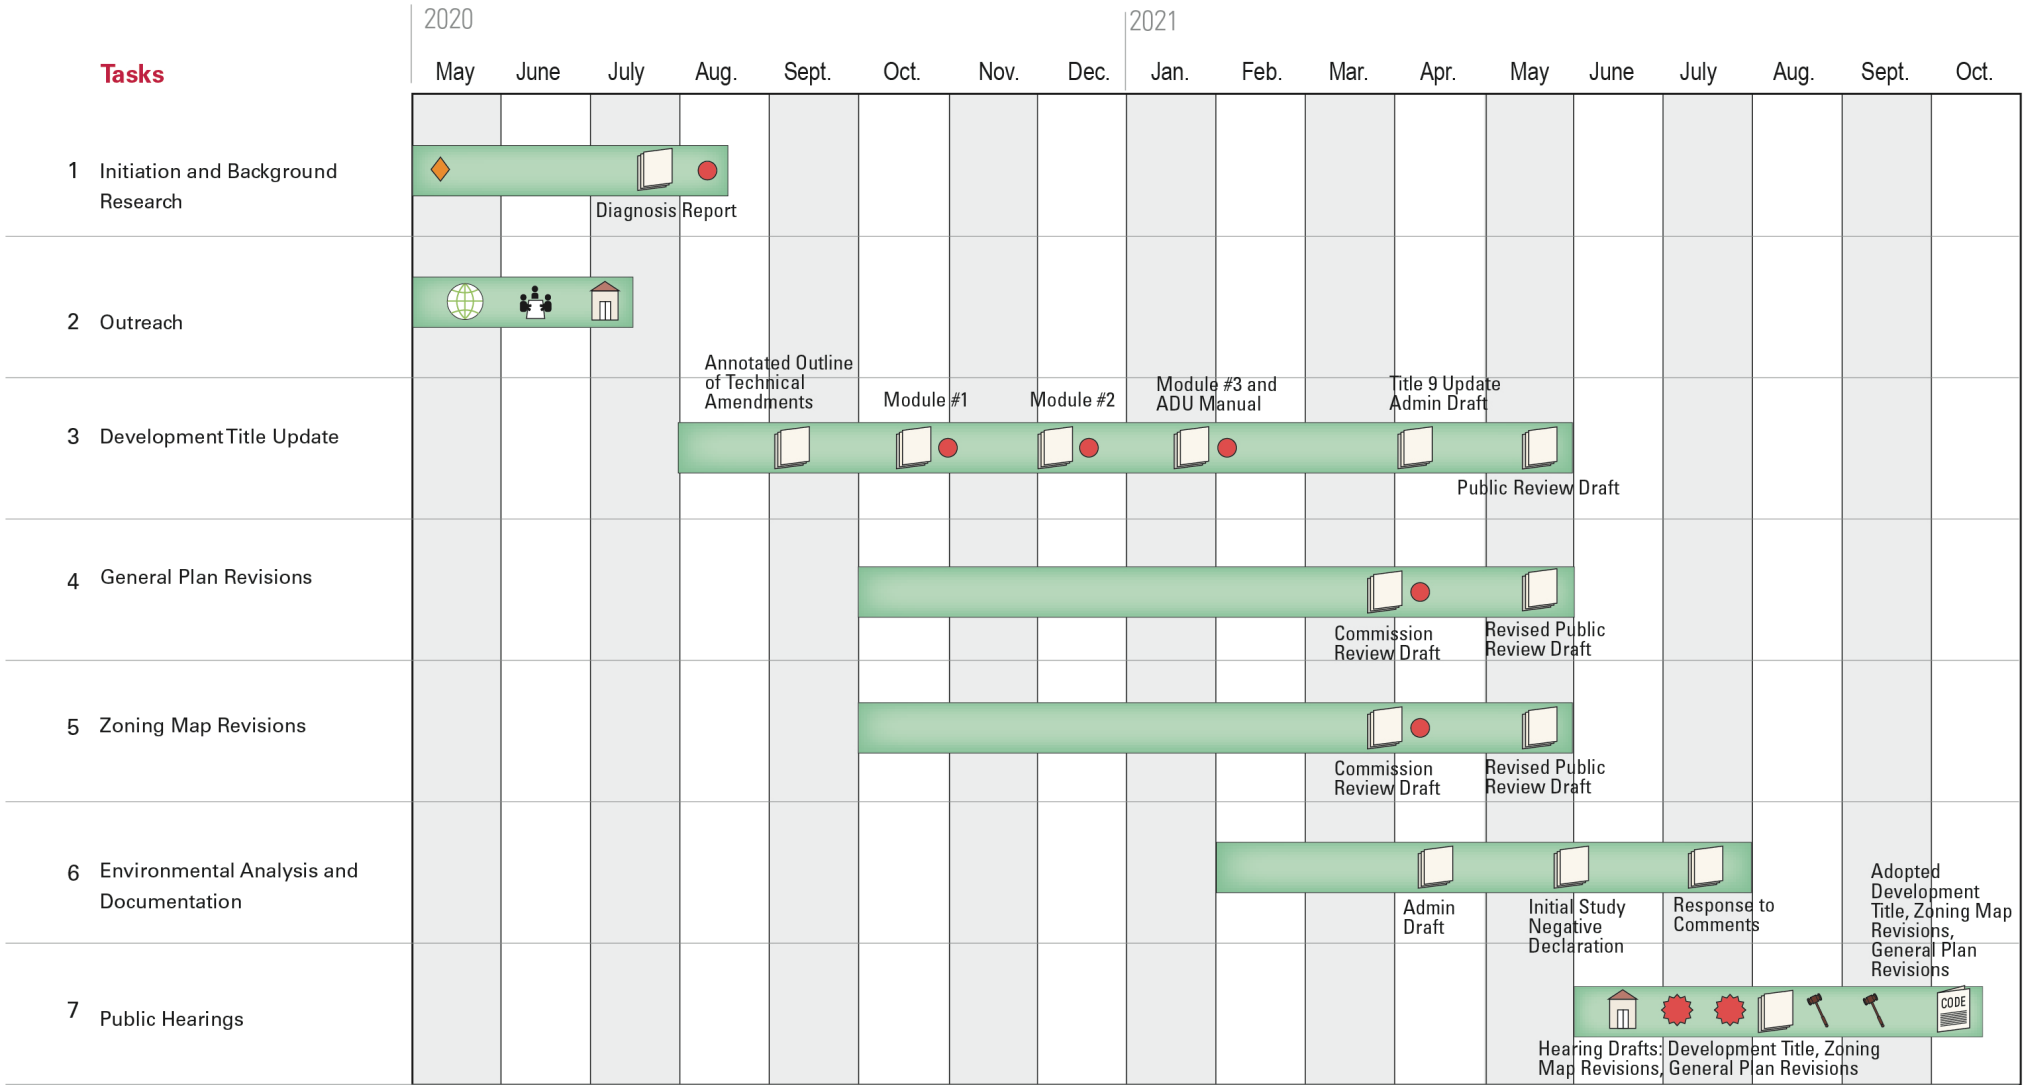 2020
2021
Tasks
May
June
July
Aug.
Sept.
Oct.
Nov.
Dec.
Jan.
Feb.
Mar.
Apr.
May
June
July
Aug.
Sept.
Oct.
1
Initiation and Background
Research
Diagnosis Report
2
Outreach
3
Development Title Update
Annotated Outline
of Technical
Amendments
Module #1
Module #2
Module #3 and
ADU Manual
Title 9 Update
Admin Draft
Public Review Draft
4
General Plan Revisions
Commission
Review Draft
Revised Public
Review Draft
5
Zoning Map Revisions
Commission
Review Draft
Revised Public
Review Draft
6
Environmental Analysis and
Documentation
Admin
Draft
Initial Study
Negative
Declaration
Response to
Comments
7
Public Hearings
Adopted
Development
Title, Zoning Map
Revisions,
General Plan
Revisions
CODE
Hearing Drafts: Development Title, Zoning
Map Revisions, General Plan Revisions